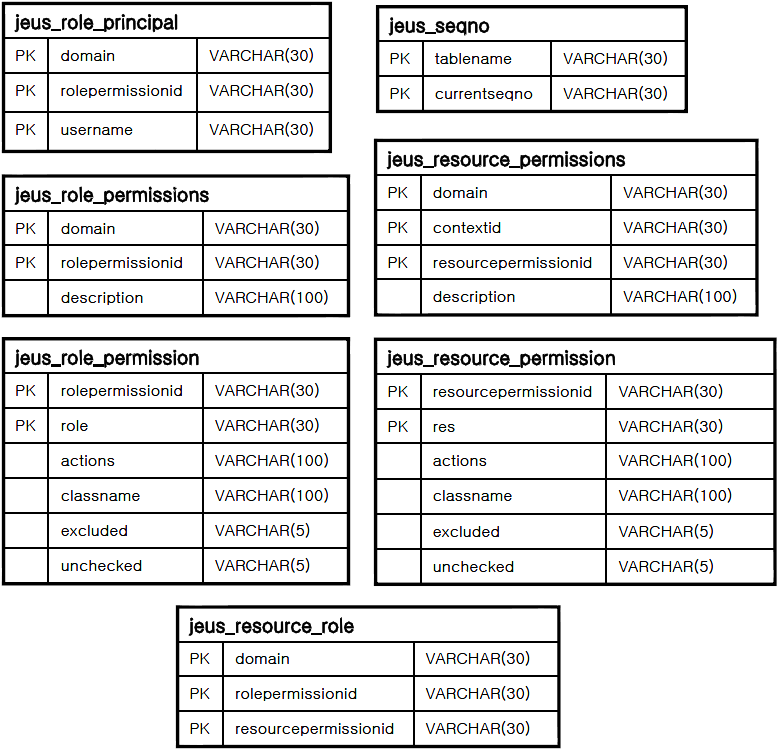 jeus_role_principal
PK domain VARCHAR(30)
PK rolepermissionid VARCHAR(30)
PK username VARCHAR(30)
jeus_seqno
PK tablename VARCHAR(30)
PK currentseqno VARCHAR(30)
jeus_role_permissions
PK domain VARCHAR(30)
PK rolepermissionid VARCHAR(30)
description VARCHAR(100)
jeus_resource_permissions
PK domain VARCHAR(30)
PK contextid VARCHAR(30)
PK resourcepermissionid VARCHAR(30)
description VARCHAR(100)
jeus_role_permission
PK rolepermissionid VARCHAR(30)
PK role VARCHAR(30)
actions VARCHAR(100)
classname VARCHAR(100)
excluded VARCHAR(5)
unchecked VARCHAR(5)
jeus_resource_permission
PK resourcepermissionid VARCHAR(30)
PK res VARCHAR(30)
actions VARCHAR(100)
classname VARCHAR(100)
excluded VARCHAR(5)
unchecked VARCHAR(5)
jeus_resource_role
PK domain VARCHAR(30)
PK rolepermissionid VARCHAR(30)
PK resourcepermissionid VARCHAR(30)